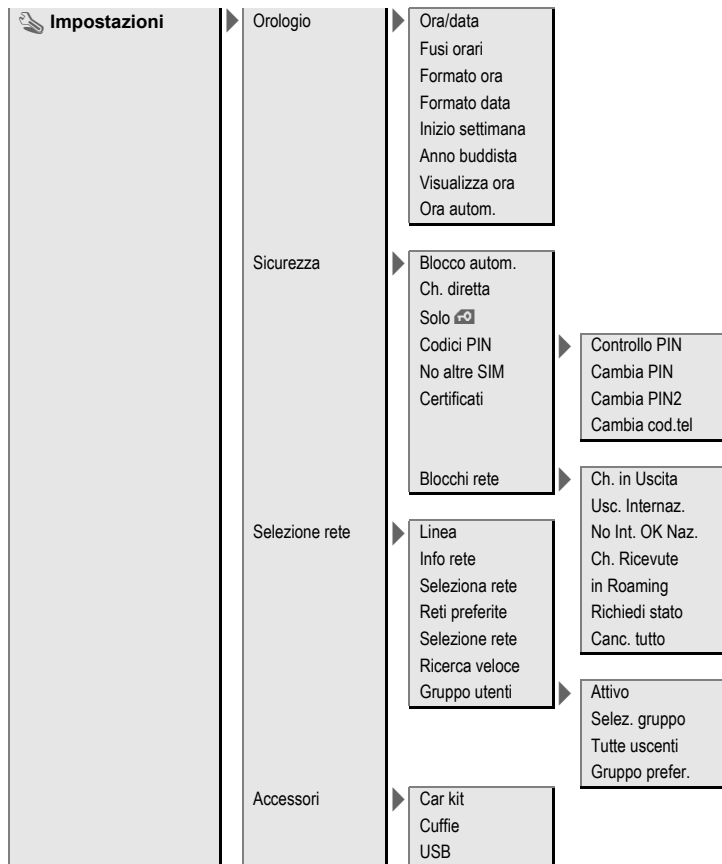 Impostazioni
Orologio
Ora/data
Fusi orari
Formato ora
Formato data
Inizio settimana
Anno buddista
Visualizza ora
Ora autom.
Sicurezza
Blocco autom.
Ch. diretta
Solo
Codici PIN
Controllo PIN
Cambia PIN
Cambia PIN2
Cambia cod.tel
No altre SIM
Certificati
Blocchi rete
Ch. in Uscita
Usc. Internaz.
No Int. OK Naz.
Ch. Ricevute
in Roaming
Richiedi stato
Canc. tutto
Selezione rete
Linea
Info rete
Seleziona rete
Reti preferite
Selezione rete
Ricerca veloce
Gruppo utenti
Attivo
Selez. gruppo
Tutte uscenti
Gruppo prefer.
Accessori
Car kit
Cuffie
USB